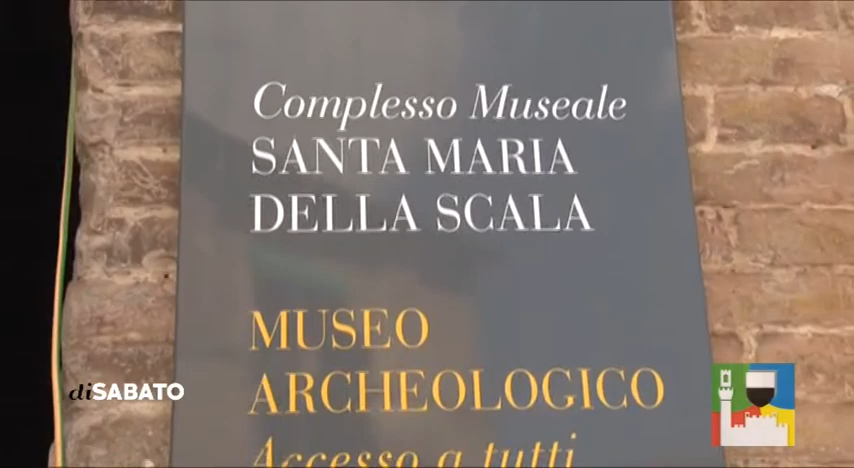 Complesso Museale
SANTA MARIA
DELLA SCALA
MUSEO
ARCHEOLOGICO
Accesso a tutti
diSABATO